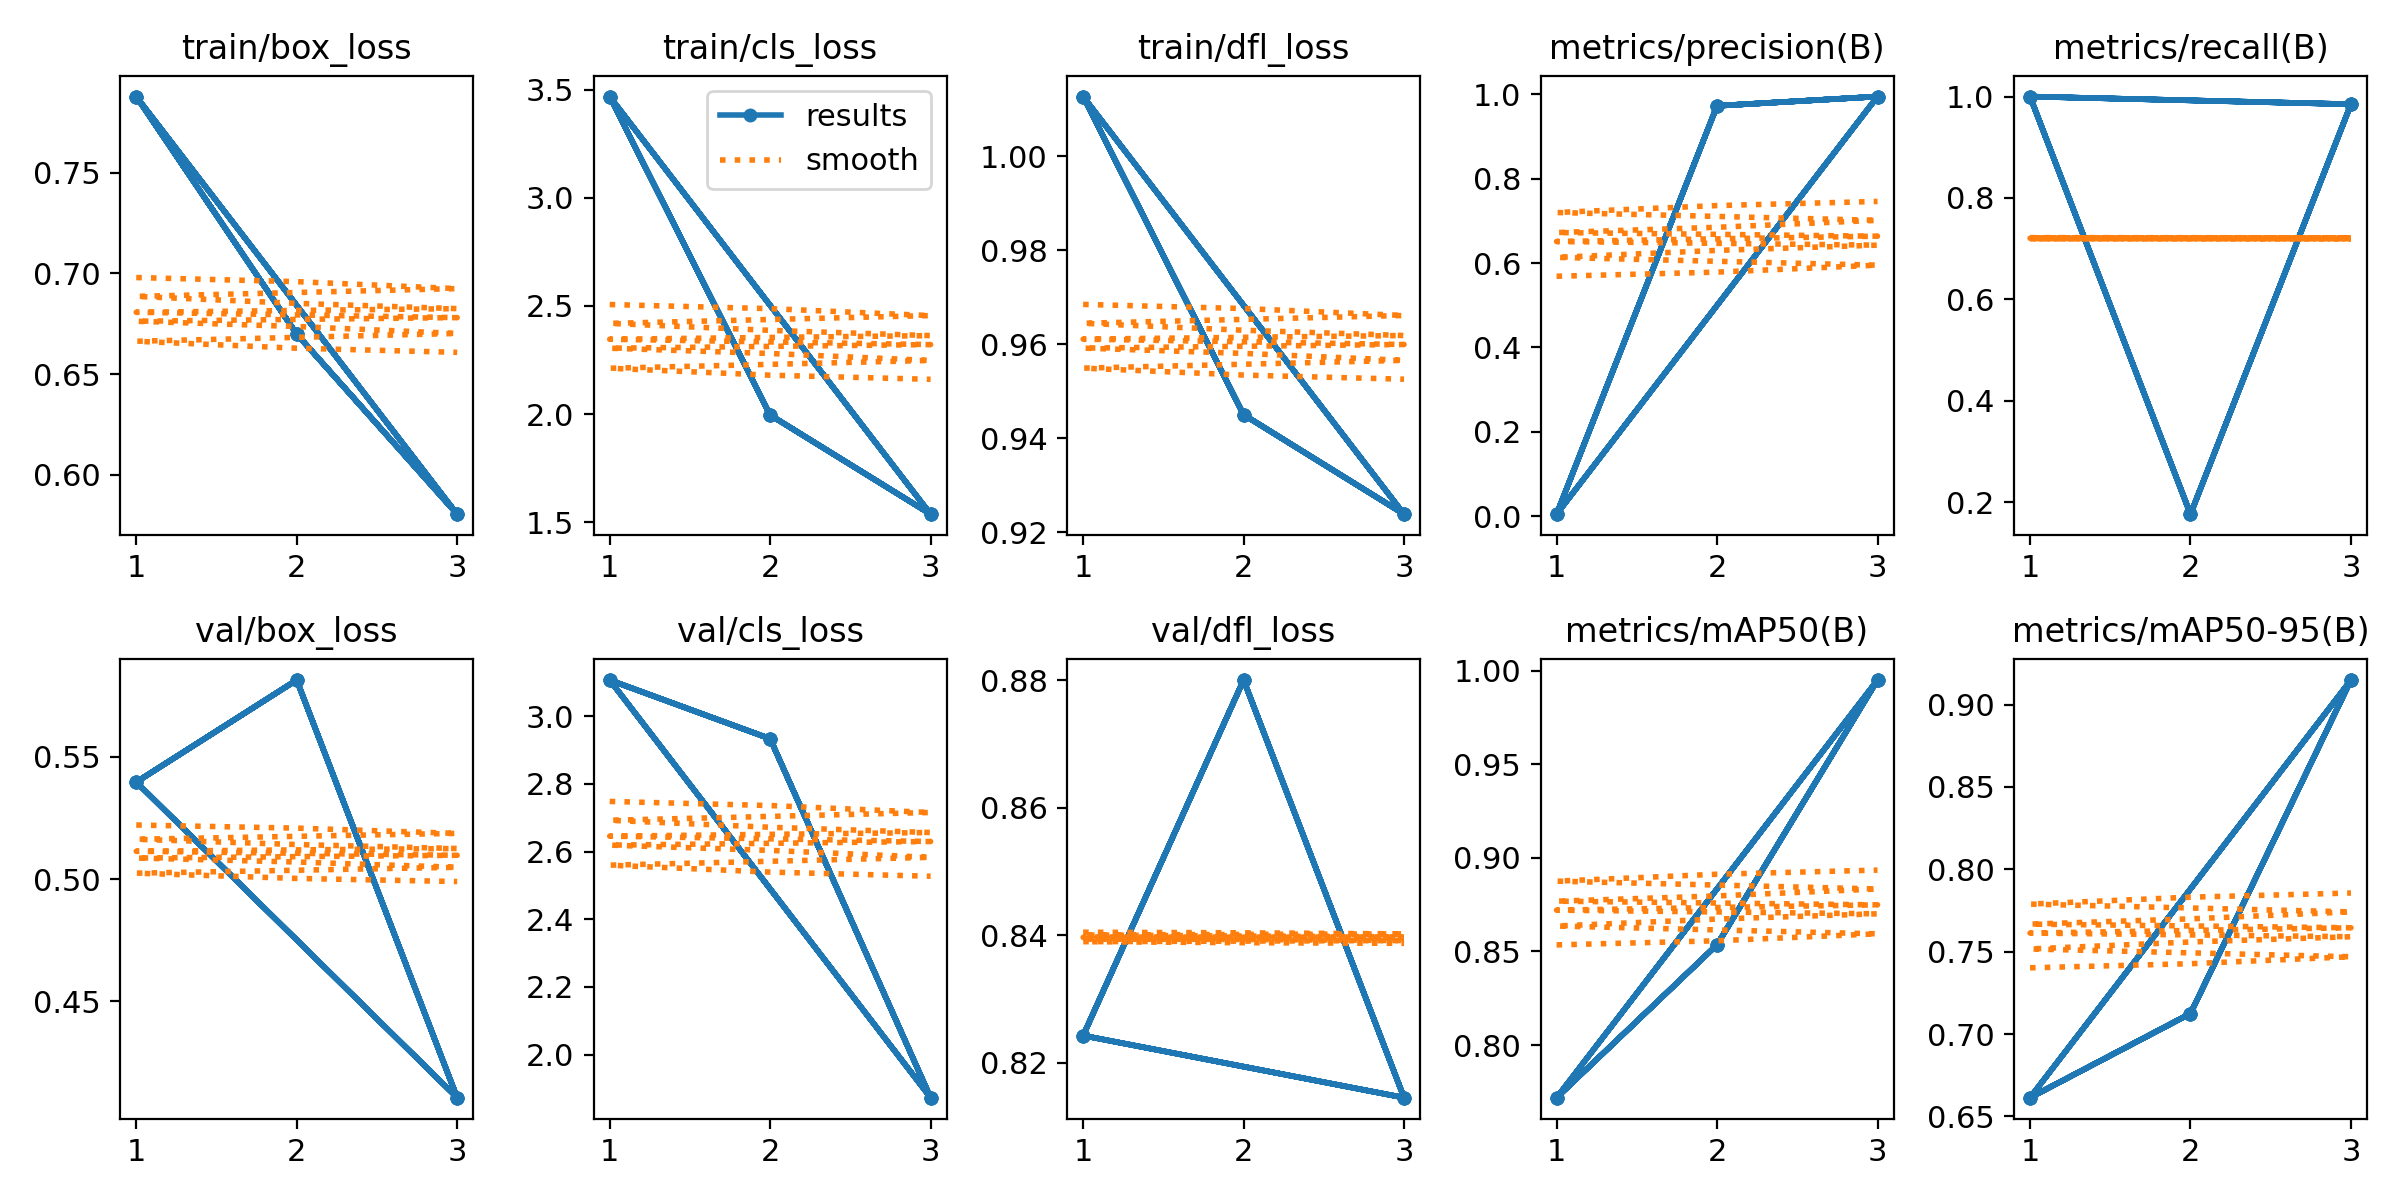 train/box_loss
0.75
0.70
0.65
0.60
1 2 3
train/cls_loss
results
smooth
3.5
3.0
2.5
2.0
1.5
1 2 3
train/dfl_loss
1.00
0.98
0.96
0.94
0.92
1 2 3
metrics/precision(B)
1.0
0.8
0.6
0.4
0.2
0.0
1 2 3
metrics/recall(B)
1.0
0.8
0.6
0.4
0.2
1 2 3
val/box_loss
0.55
0.50
0.45
1 2 3
val/cls_loss
3.0
2.8
2.6
2.4
2.2
2.0
1 2 3
val/dfl_loss
0.88
0.86
0.84
0.82
1 2 3
metrics/mAP50(B)
1.00
0.95
0.90
0.85
0.80
1 2 3
metrics/mAP50-95(B)
0.90
0.85
0.80
0.75
0.70
0.65
1 2 3